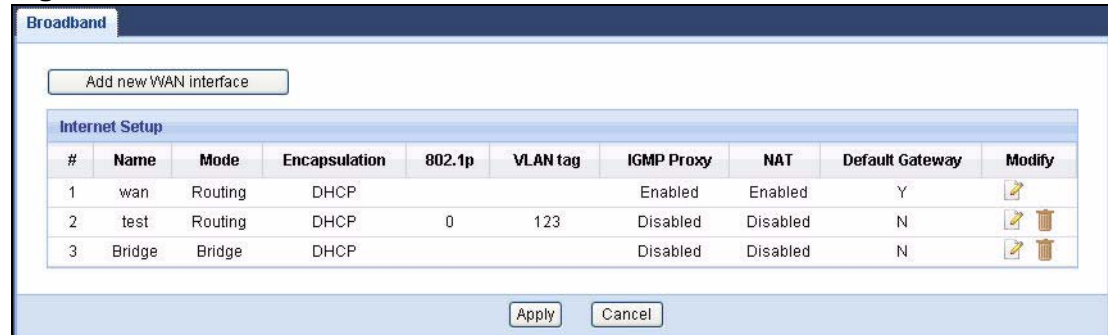 Broadband
Add new WAN interface
Internet Setup
# Name Mode Encapsulation 802.1p VLAN tag IGMP Proxy NAT Default Gateway Modify
1 wan Routing DHCP Enabled Enabled Y
2 test Routing DHCP 0 123 Disabled Disabled N
3 Bridge Bridge DHCP Disabled Disabled N
Apply Cancel